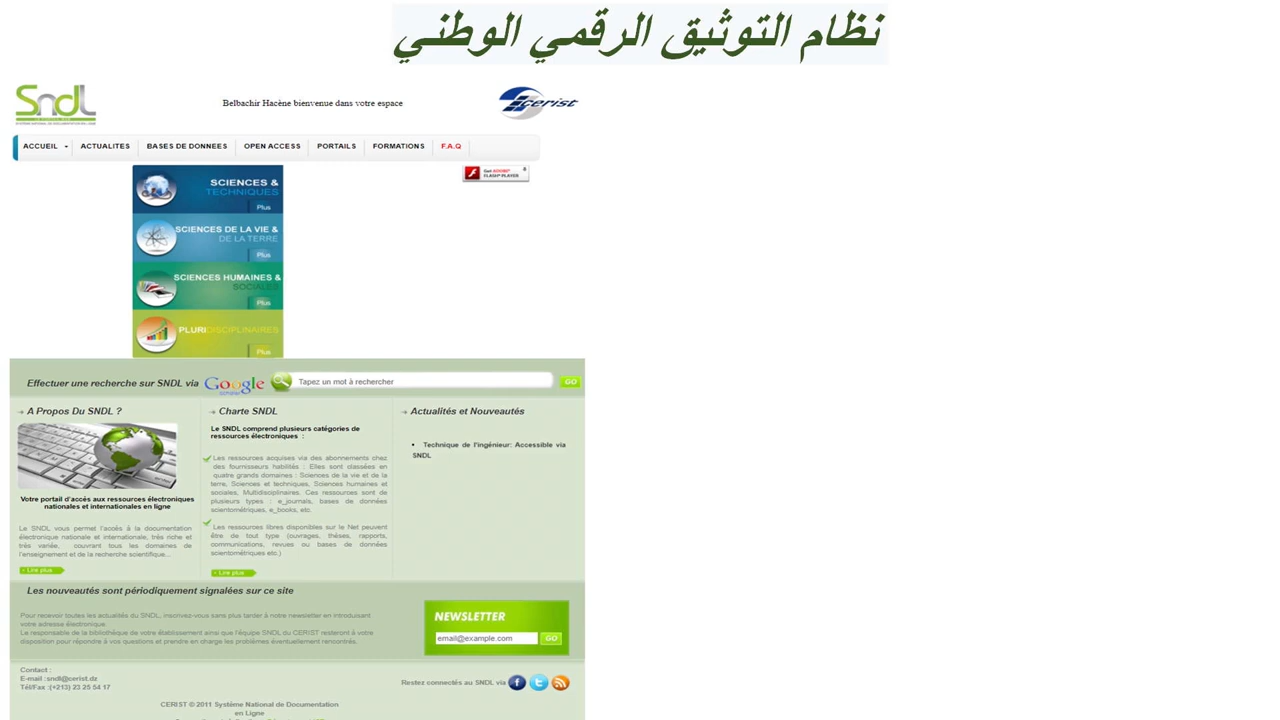 نظام التوثيق الرقمي الوطني
Sndl
Belbachir Hacène bienvenue dans votre espace
cerist
ACCUEIL ACTUALITES BASES DE DONNEES OPEN ACCESS PORTAILS FORMATIONS F.A.Q
Get ADOBE® FLASH® PLAYER
SCIENCES &
TECHNIQUES
Plus
SCIENCES DE LA VIE &
DE LA TERRE
Plus
SCIENCES HUMAINES &
SOCIALES
Plus
PLURIDISCIPLINAIRES
Plus
Effectuer une recherche sur SNDL via Google Tapez un mot à rechercher GO
A Propos Du SNDL ?
Votre portail d'accès aux ressources électroniques
nationales et internationales en ligne
Le SNDL vous permet l'accès à la documentation
électronique nationale et internationale, très riche et
très variée, couvrant tous les domaines de
l'enseignement et de la recherche scientifique...
Lire plus
Charte SNDL
Le SNDL comprend plusieurs catégories de
ressources électroniques :
Les ressources acquises via des abonnements chez
des fournisseurs habilités : Elles sont classées en
quatre grands domaines : Sciences de la vie et de la
terre, Sciences et techniques, Sciences humaines et
sociales, Multidisciplinaires. Ces ressources sont de
plusieurs types : e_journals, bases de données
scientométriques, e_books, etc.
Les ressources libres disponibles sur le Net peuvent
être de tout type (ouvrages, thèses, rapports,
communications, revues ou bases de données
scientométriques etc.)
Lire plus
Actualités et Nouveautés
• Technique de l'ingénieur: Accessible via
SNDL
Les nouveautés sont périodiquement signalées sur ce site
Pour recevoir toutes les actualités du SNDL, inscrivez-vous sans plus tanter à notre newsletter en introduisant
votre adresse électronique.
Le responsable de la bibliothèque de votre établissement ainsi que l'équipe SNDL du CERIST resteront à votre
disposition pour répondre à vos questions et prendre en charge les problèmes éventuellement rencontrés.
NEWSLETTER
email@example.com GO
Contact :
E-mail :sndl@cerist.dz
Tél/Fax :(+213) 23 25 54 17
Restez connectés au SNDL via
CERIST © 2011 Système National de Documentation
en Ligne